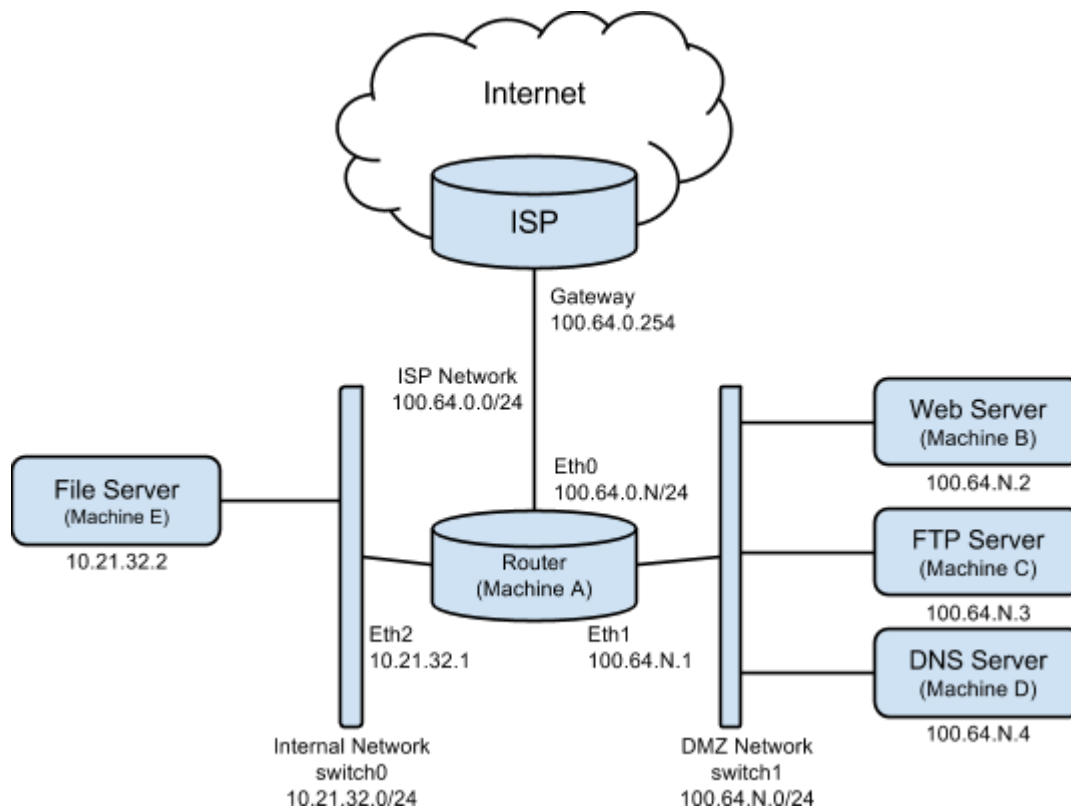 Internet
ISP
Gateway
100.64.0.254
ISP Network
100.64.0.0/24
Eth0
100.64.0.N/24
File Server
(Machine E)
10.21.32.2
Router
(Machine A)
Eth2
10.21.32.1
Eth1
100.64.N.1
Web Server
(Machine B)
100.64.N.2
FTP Server
(Machine C)
100.64.N.3
DNS Server
(Machine D)
100.64.N.4
Internal Network
switch0
10.21.32.0/24
DMZ Network
switch1
100.64.N.0/24